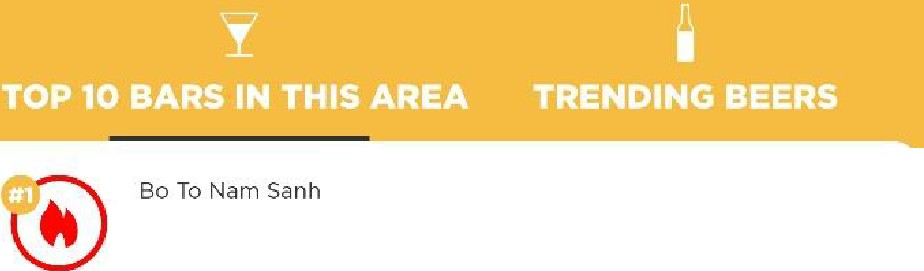 TOP 10 BARS IN THIS AREA
TRENDING BEERS
#1
Bo To Nam Sanh